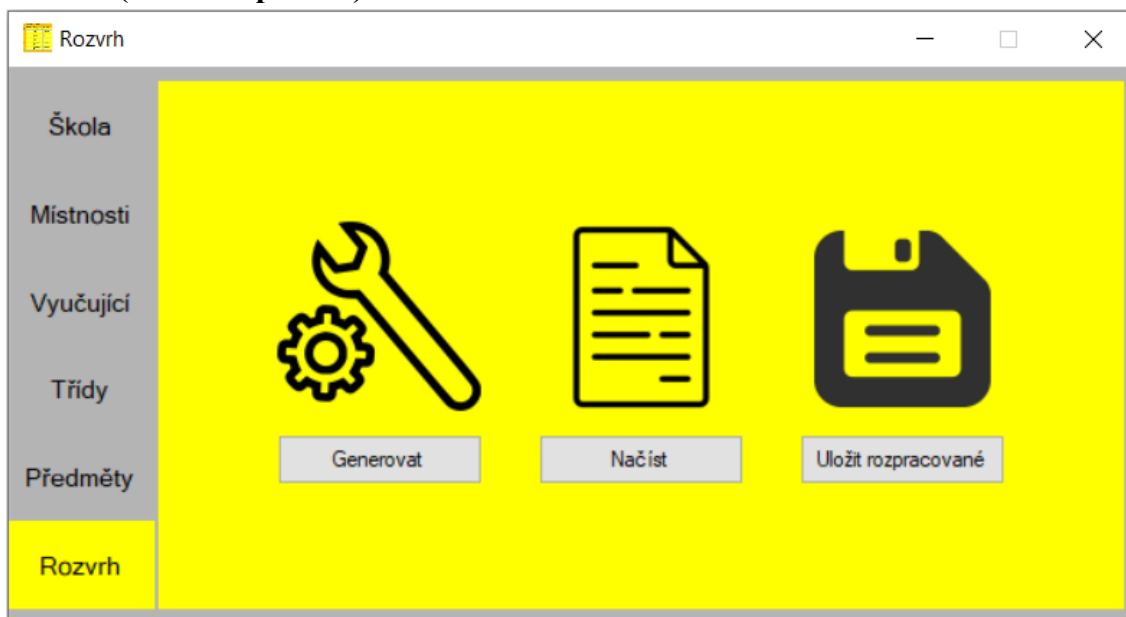 Rozvrh
Škola
Místnosti
Vyučující
Třídy
Předměty
Rozvrh
Generovat
Načíst
Uložit rozpracované